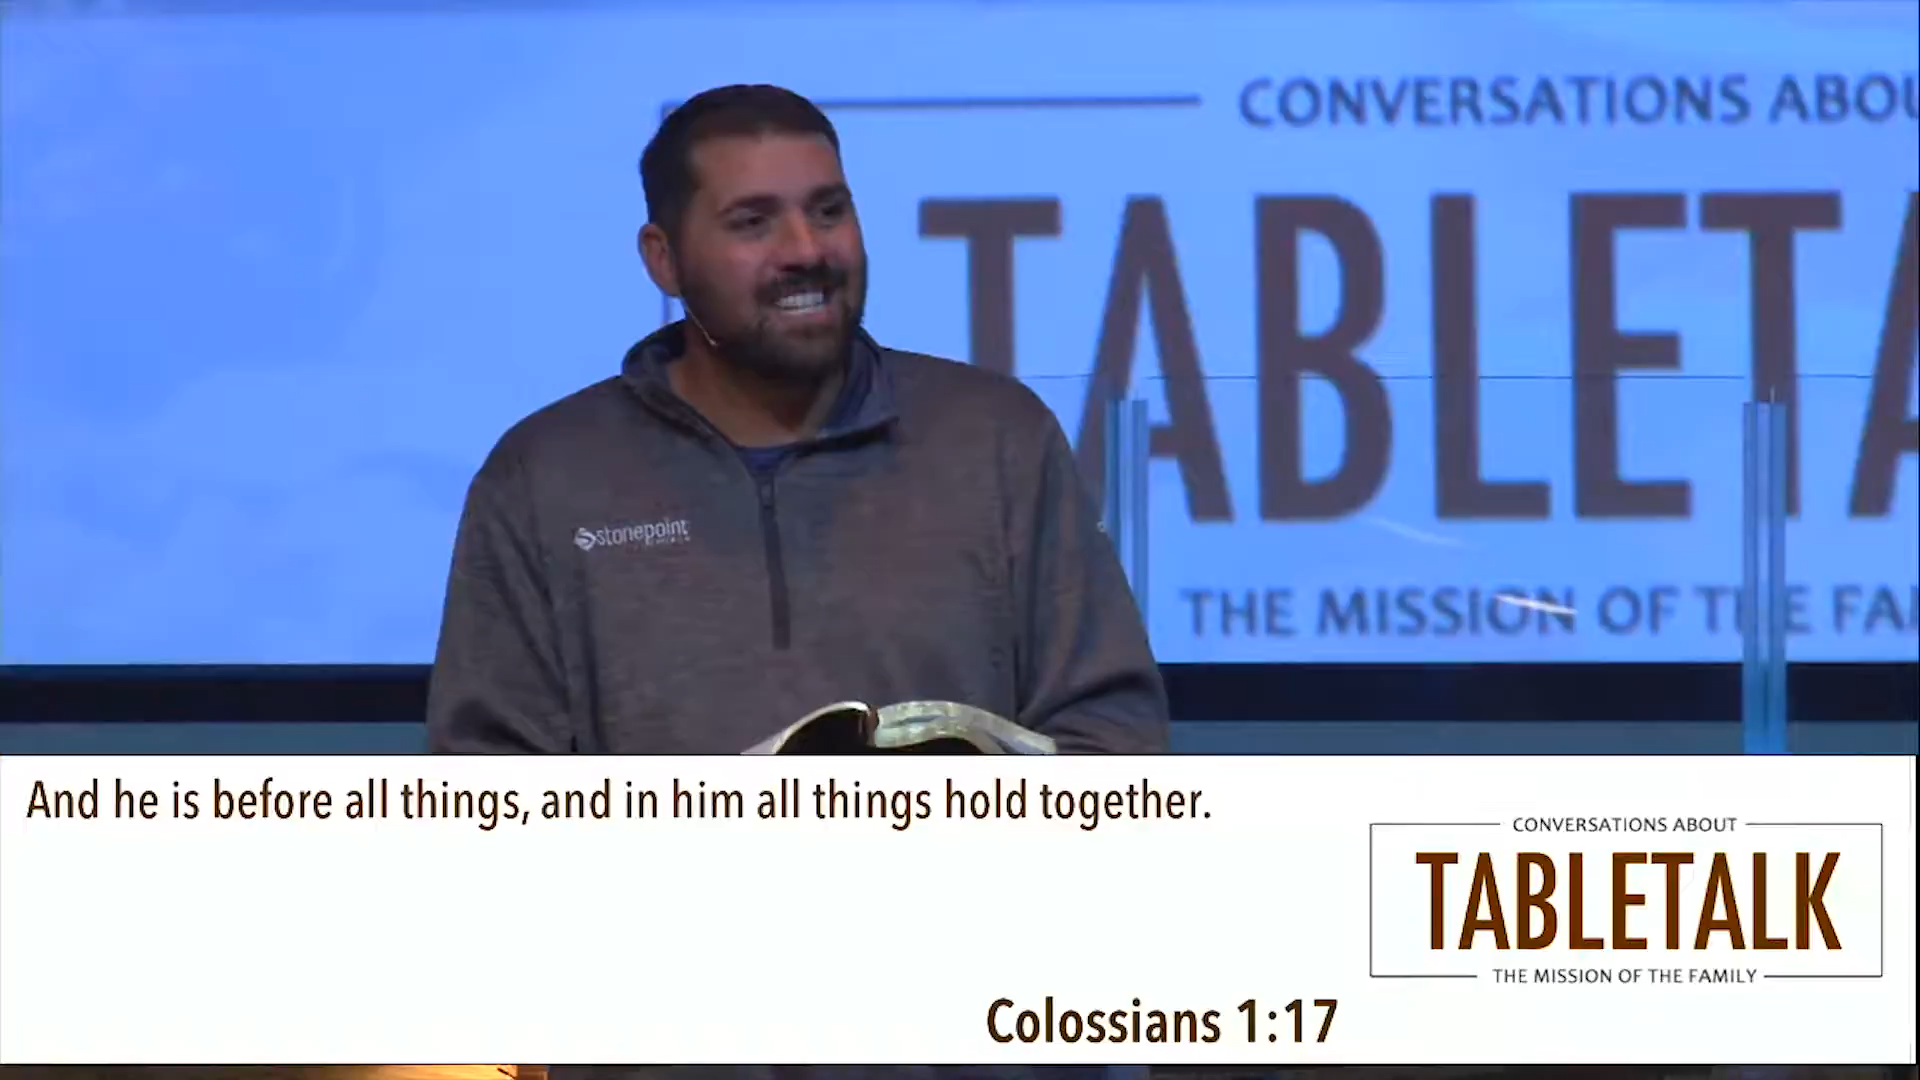 CONVERSATIONS ABOU
TABLETA
THE MISSION OF THE FA
stonepoint
And he is before all things, and in him all things hold together.
CONVERSATIONS ABOUT
TABLETALK
THE MISSION OF THE FAMILY
Colossians 1:17